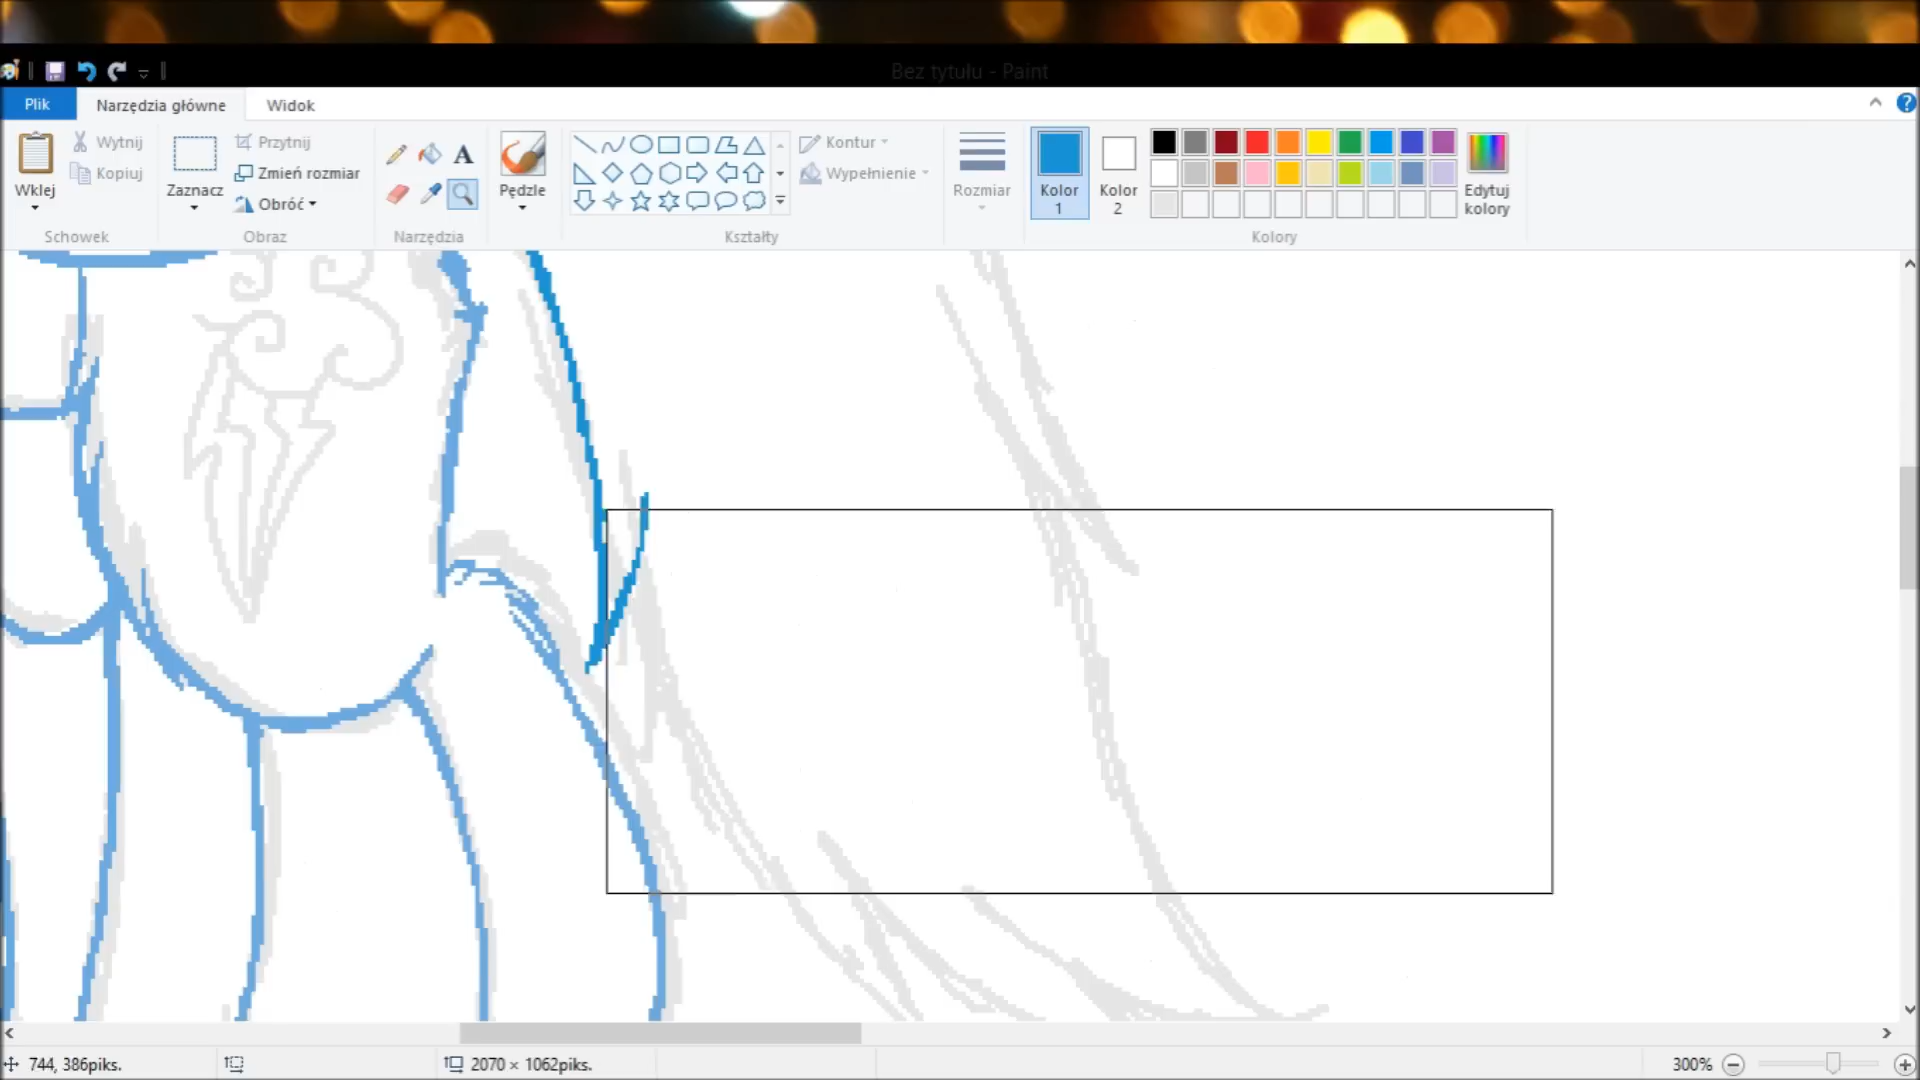 Bez tytułu - Paint
Plik
Narzędzia główne
Widok
Wklej
Wytnij
Kopiuj
Schowek
Zaznacz
Przytnij
Zmień rozmiar
Obróć
Obraz
A
Narzędzia
Pędzle
Kształty
Kontur
Wypełnienie
Rozmiar
Kolor
1
Kolor
2
Edytuj
kolory
Kolory
744, 386piks.
2070 × 1062piks.
300%